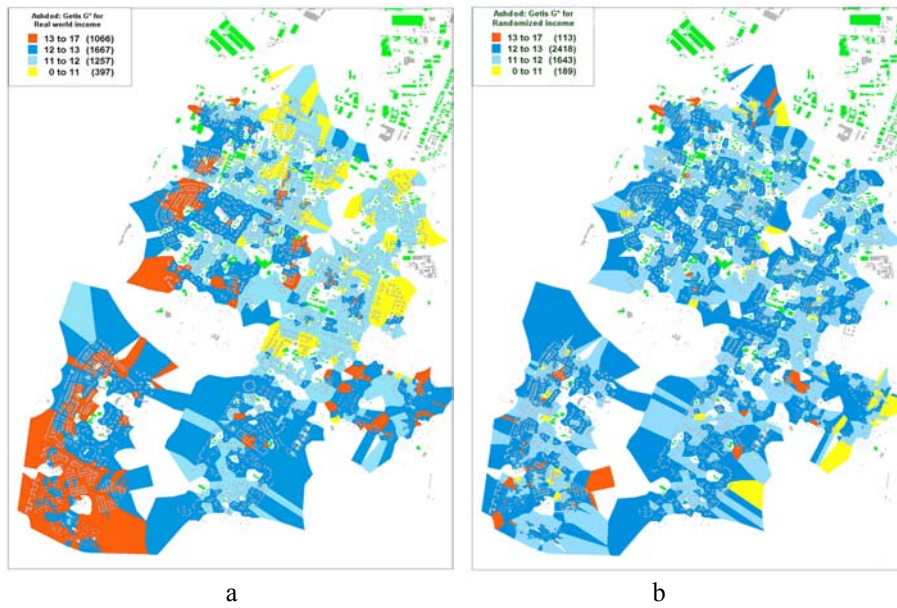 Ashdod: Getis G* for
Real world income
13 to 17 (1066)
12 to 13 (1667)
11 to 12 (1257)
0 to 11 (397)
Ashdod: Getis G* for
Randomized income
13 to 17 (113)
12 to 13 (2418)
11 to 12 (1643)
0 to 11 (189)
a
b